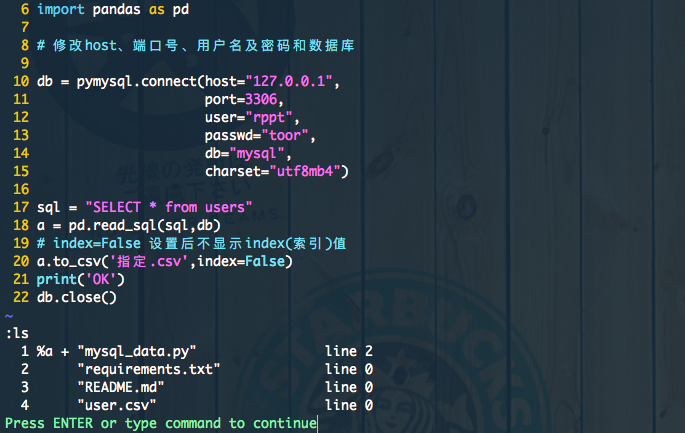 6 import pandas as pd
7
8 # 修改host、端口号、用户名及密码和数据库
9
10 db = pymysql.connect(host="127.0.0.1",
11 port=3306,
12 user="rppt",
13 passwd="toor",
14 db="mysql",
15 charset="utf8mb4")
16
17 sql = "SELECT * from users"
18 a = pd.read_sql(sql,db)
19 # index=False 设置后不显示index(索引)值
20 a.to_csv('指定.csv',index=False)
21 print('OK')
22 db.close()
~
:ls
1 %a + "mysql_data.py" line 2
2 "requirements.txt" line 0
3 "README.md" line 0
4 "user.csv" line 0
Press ENTER or type command to continue
STARBUCKS